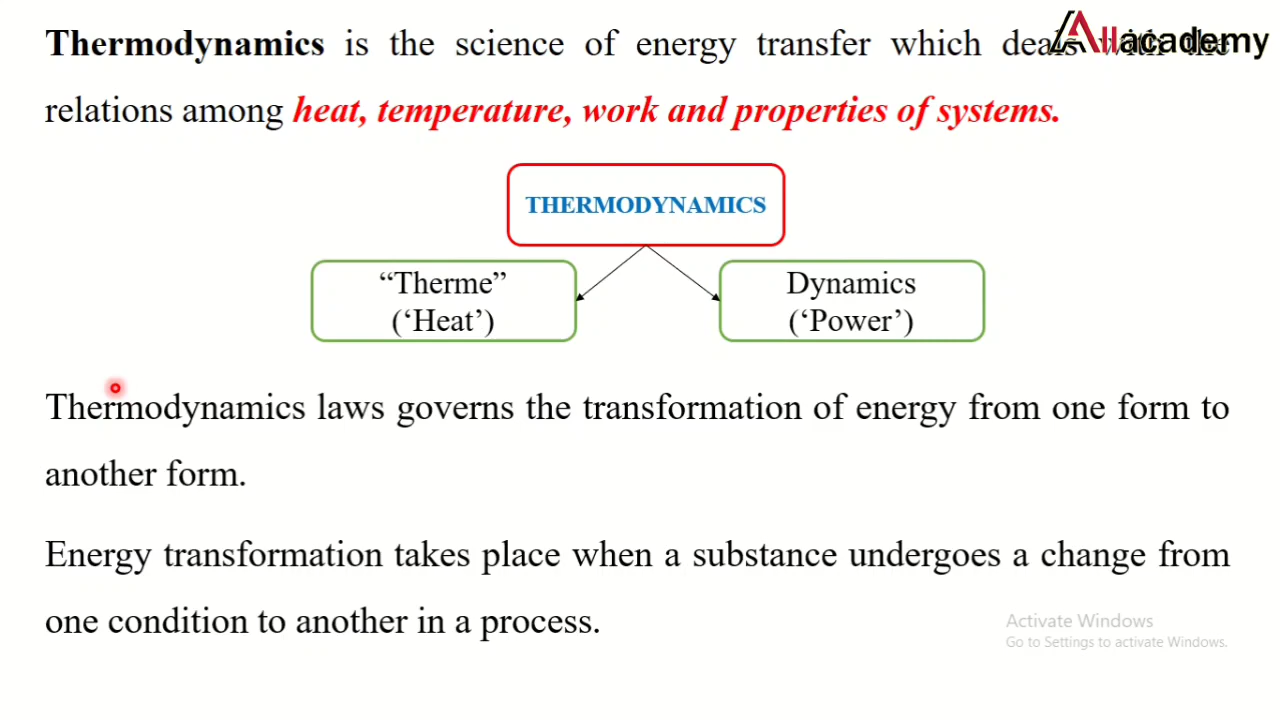 Thermodynamics is the science of energy transfer which deals with the
Allacademy
relations among heat, temperature, work and properties of systems.
THERMODYNAMICS
“Therme”
(‘Heat’)
Dynamics
(‘Power’)
Thermodynamics laws governs the transformation of energy from one form to
another form.
Energy transformation takes place when a substance undergoes a change from
one condition to another in a process.
Activate Windows
Go to Settings to activate Windows.